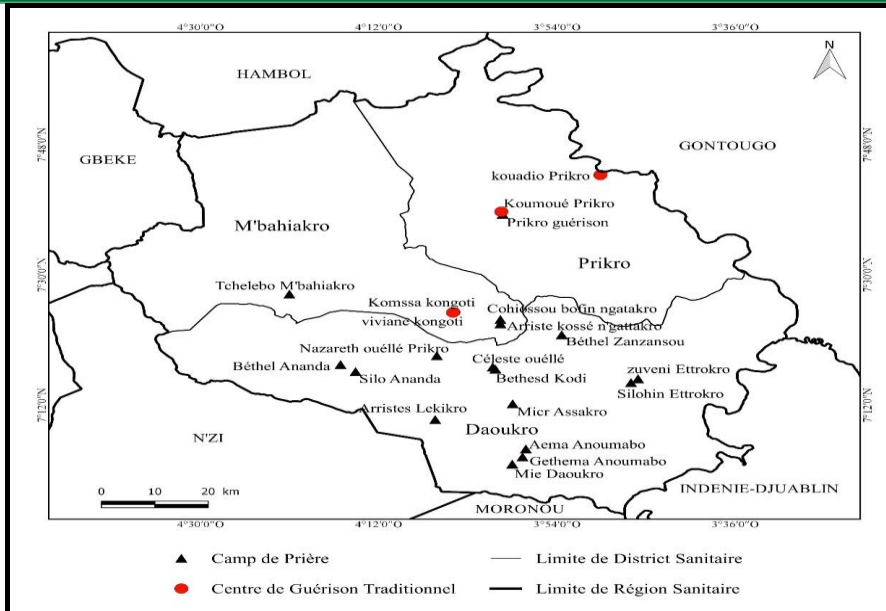 4°30'0"O 4°12'0"O 3°54'0"O 3°36'0"O
N
HAMBOL
7°48'0"N
GBEKE
GONTOUGO
7°48'0"N
kouadio Prikro
Koumoué Prikro
Prikro guérison
M'bahiakro
Prikro
7°30'0"N
Tchelebo M'bahiakro
7°30'0"N
Komssa kongoti
Cohiossou bofin ngatakro
viviane kongoti
Arriste kossé n'gattakro
Béthel Zanzansou
Nazareth ouéllé Prikro
Céleste ouéllé
Béthel Ananda
zuveni Ettrokro
Silo Ananda
Bethesd Kodi
Silohin Ettrokro
7°12'0"N
Arristes Lekikro
Micr Assakro
7°12'0"N
Daoukro
N'ZI
Aema Anoumabo
Gethema Anoumabo
Mie Daoukro
INDENIE-DJUABLIN
0 10 20 km
MORONOU
4°30'0"O 4°12'0"O 3°54'0"O 3°36'0"O
Camp de Prière
Limite de District Sanitaire
Centre de Guérison Traditionnel
Limite de Région Sanitaire